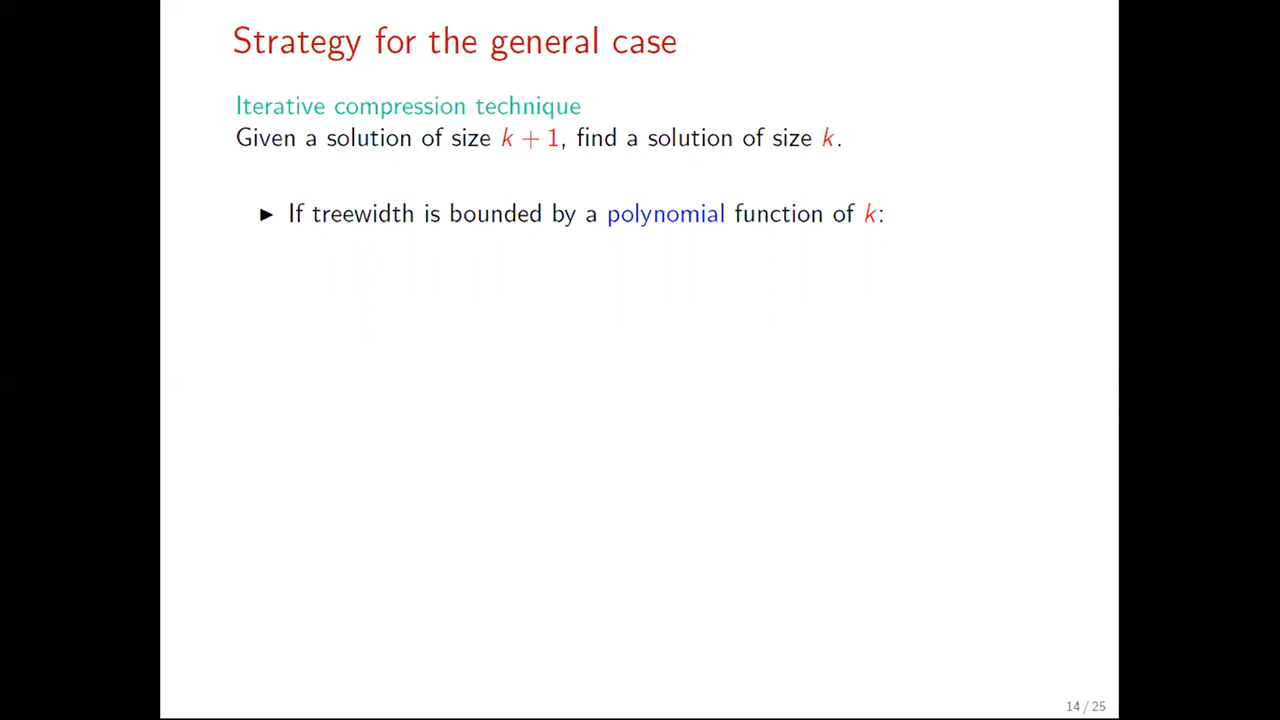 Strategy for the general case
Iterative compression technique
Given a solution of size k + 1, find a solution of size k.
▶ If treewidth is bounded by a polynomial function of k:
14 / 25